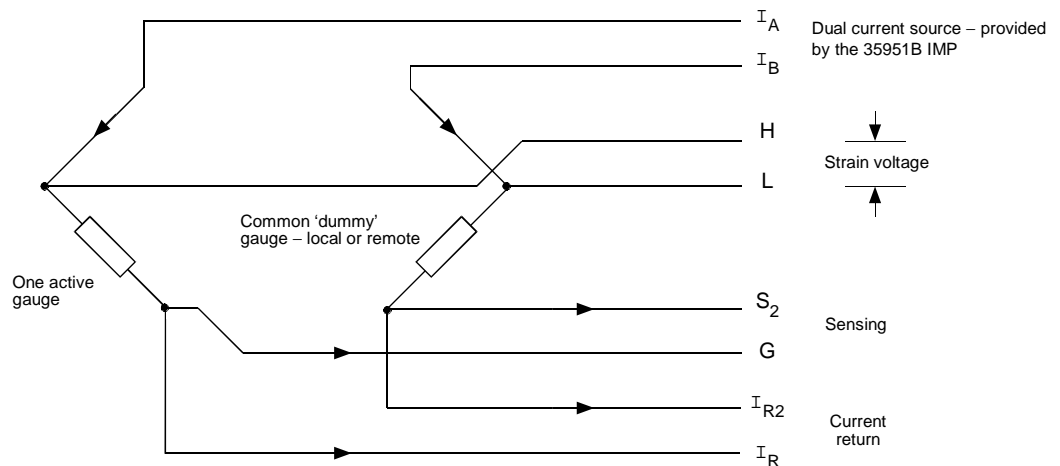 I_A
Dual current source – provided
by the 35951B IMP
I_B
H
Strain voltage
L
Common ‘dummy’
gauge – local or remote
One active
gauge
S_2
Sensing
G
I_R2
Current
return
I_R